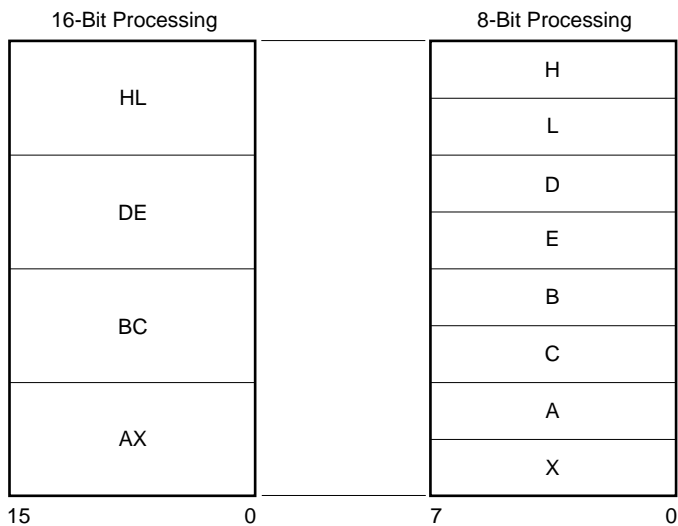 16-Bit Processing
8-Bit Processing
HL
H
L
DE
D
E
BC
B
C
AX
A
X
15 0 7 0